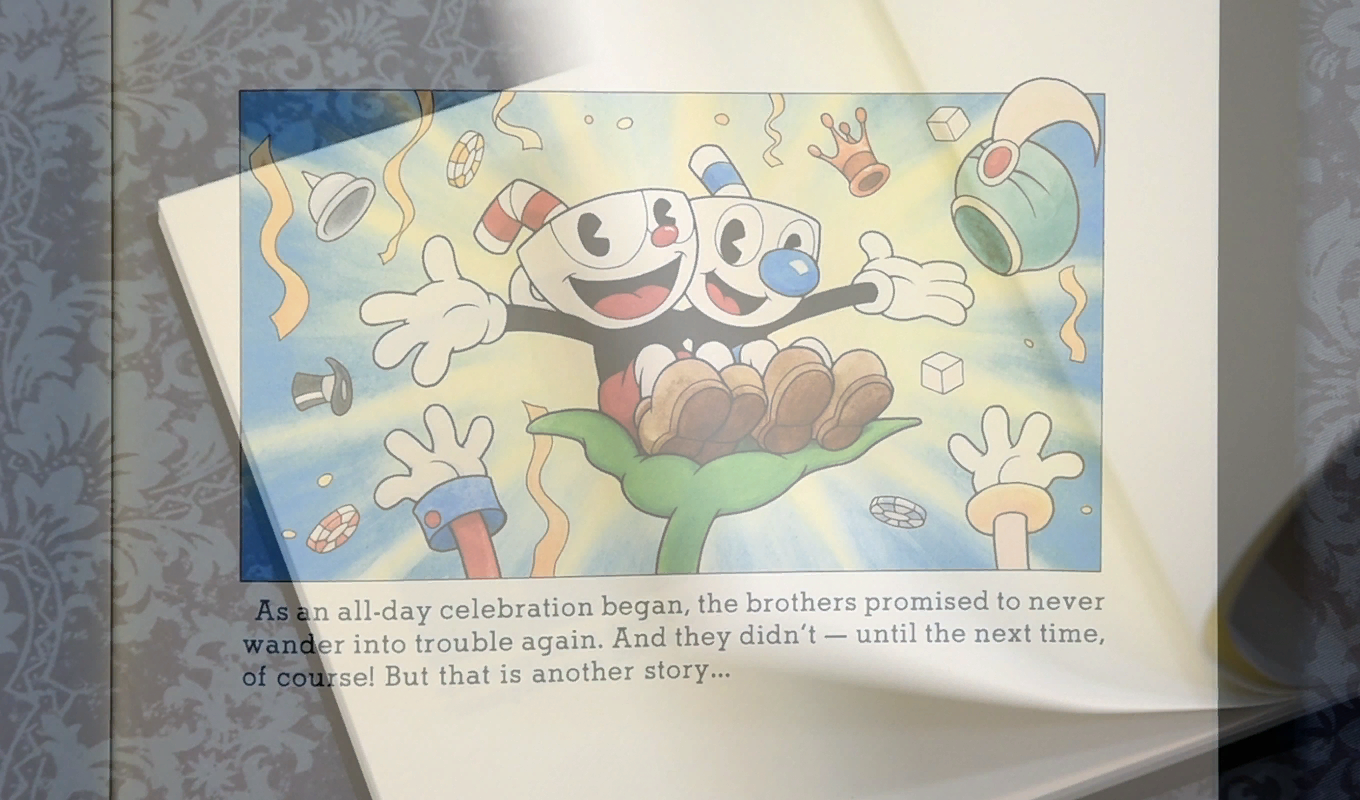 As an all-day celebration began, the brothers promised to never
wander into trouble again. And they didn't — until the next time,
of course! But that is another story...